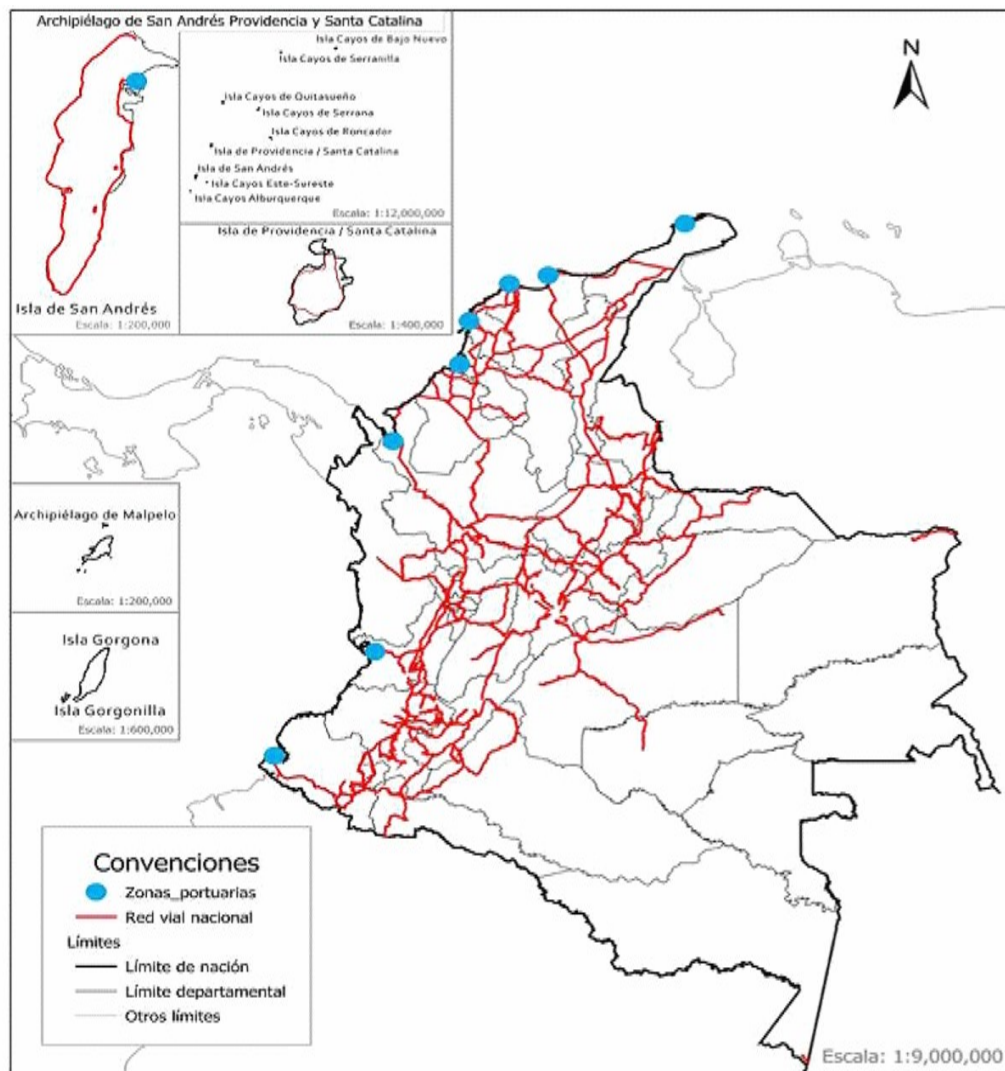 Archipiélago de San Andrés Providencia y Santa Catalina
Isla Cayos de Bajo Nuevo
Isla Cayos de Serranilla
Isla Cayos de Quitasueño
Isla Cayos de Serrana
Isla Cayos de Roncador
Isla de Providencia / Santa Catalina
Isla de San Andrés
Isla Cayos Este-Sureste
Isla Cayos Alburquerque
Escala: 1:12,000,000
Isla de San Andrés
Escala: 1:200,000
Isla de Providencia / Santa Catalina
Escala: 1:400,000
N
Archipiélago de Malpelo
Escala: 1:200,000
Isla Gorgona
Isla Gorgonilla
Escala: 1:600,000
Convenciones
Zonas_portuarias
Red vial nacional
Límites
Límite de nación
Límite departamental
Otros límites
Escala: 1:9,000,000